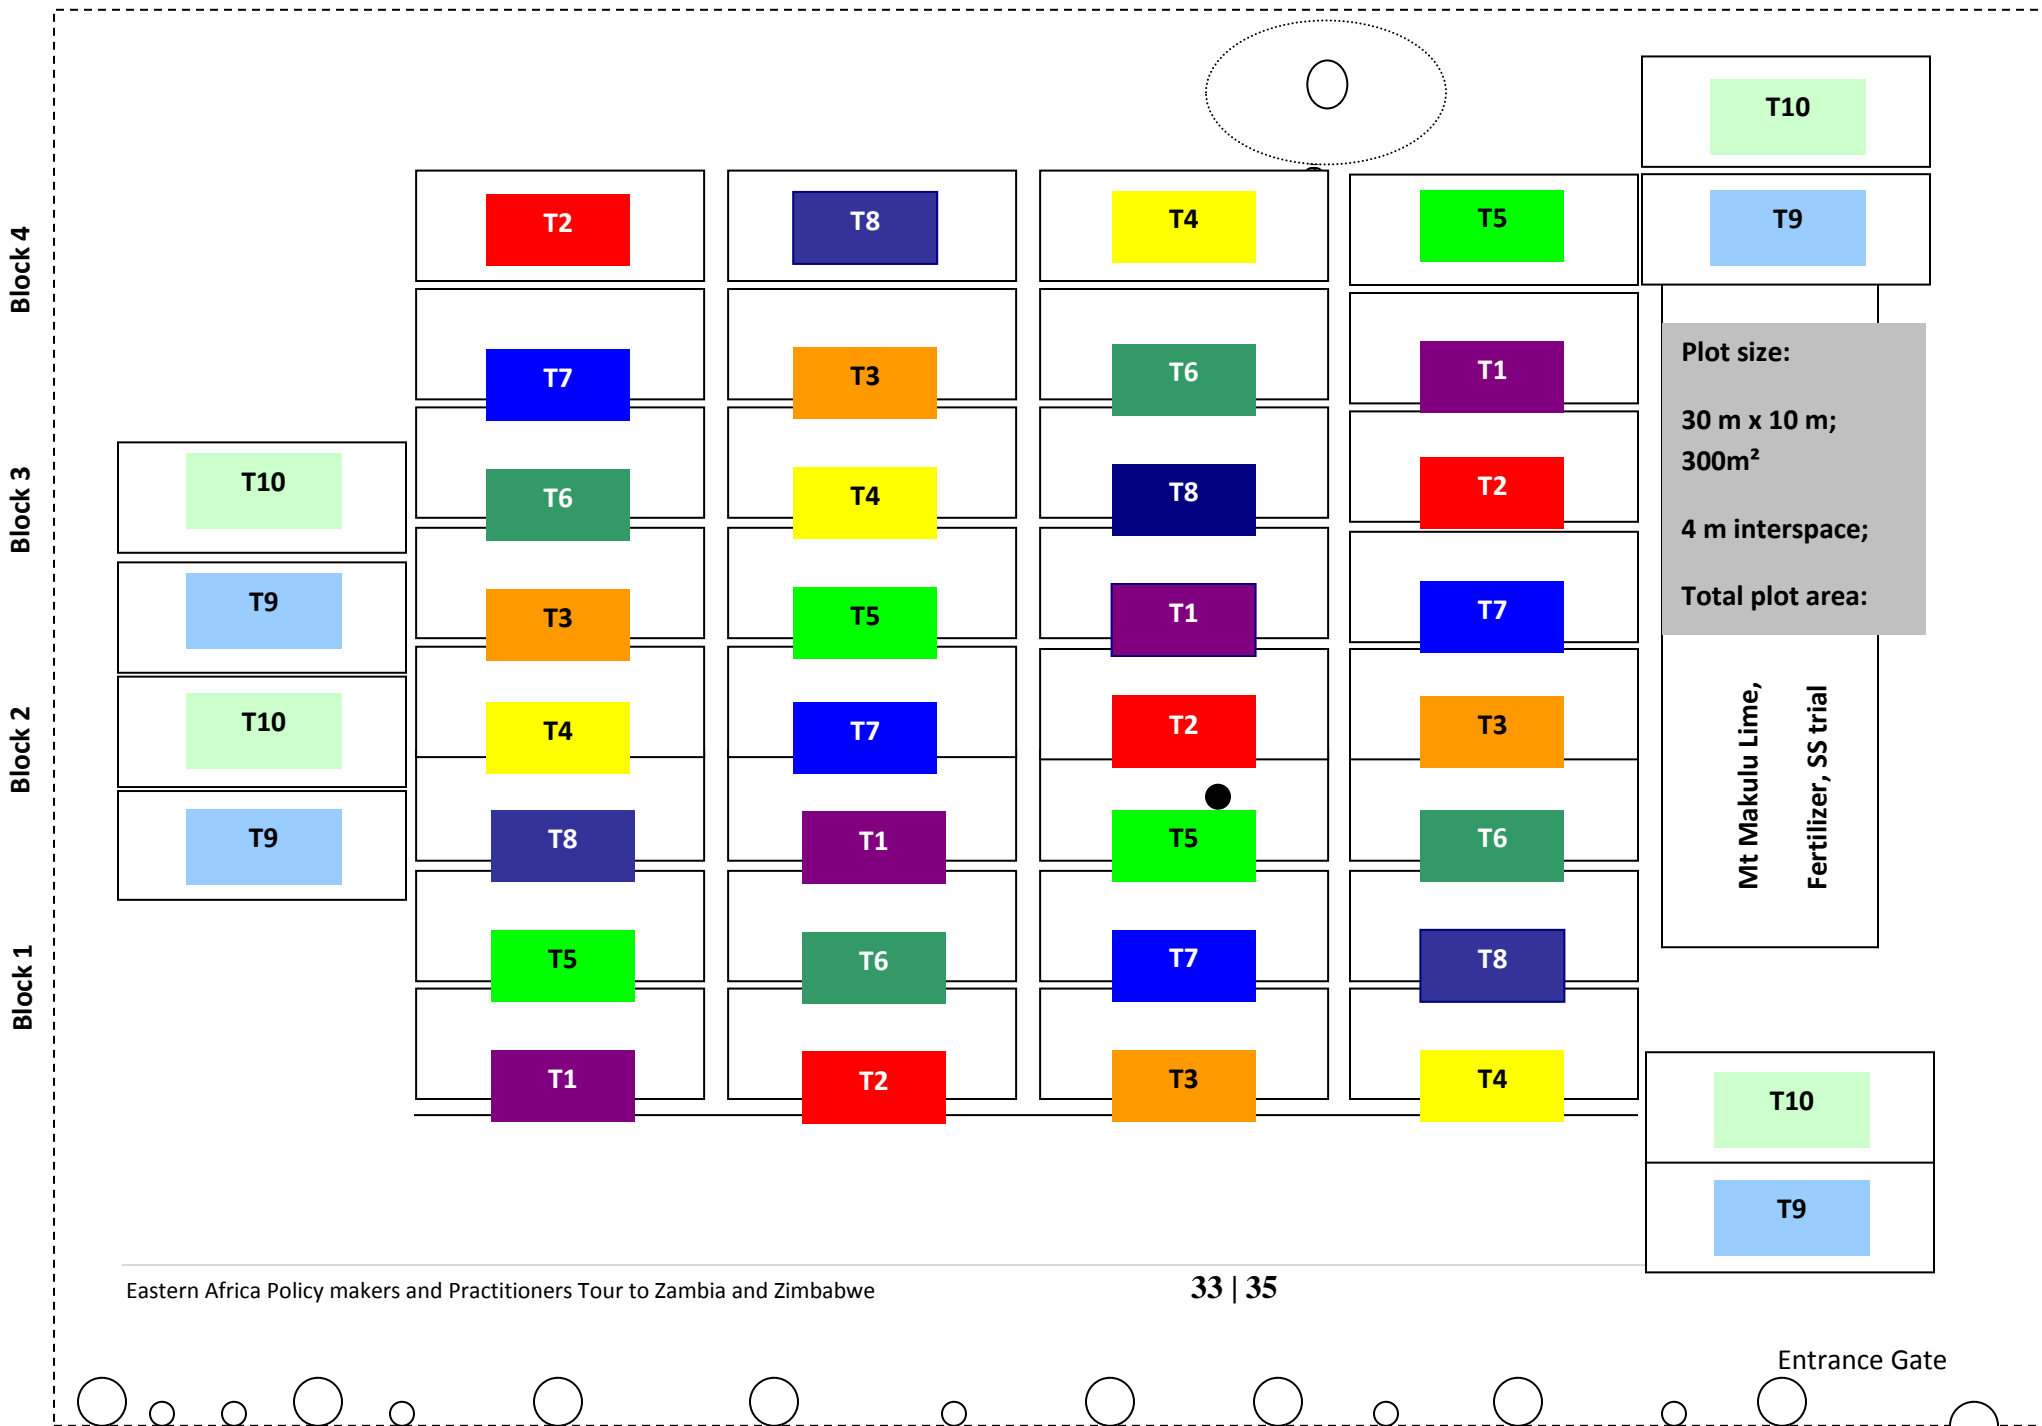 T10
T2
T8
T4
T5
T9
Block 4
T7
T3
T6
T1
Plot size:
30 m x 10 m;
300m²
4 m interspace;
Total plot area:
T10
T6
T4
T8
T2
Block 3
T9
T3
T5
T1
T7
T10
T4
T7
T2
T3
Block 2
Mt Makulu Lime,
Fertilizer, SS trial
T9
T8
T1
T5
T6
T5
T6
T7
T8
Block 1
T1
T2
T3
T4
T10
T9
Eastern Africa Policy makers and Practitioners Tour to Zambia and Zimbabwe
33 | 35
Entrance Gate